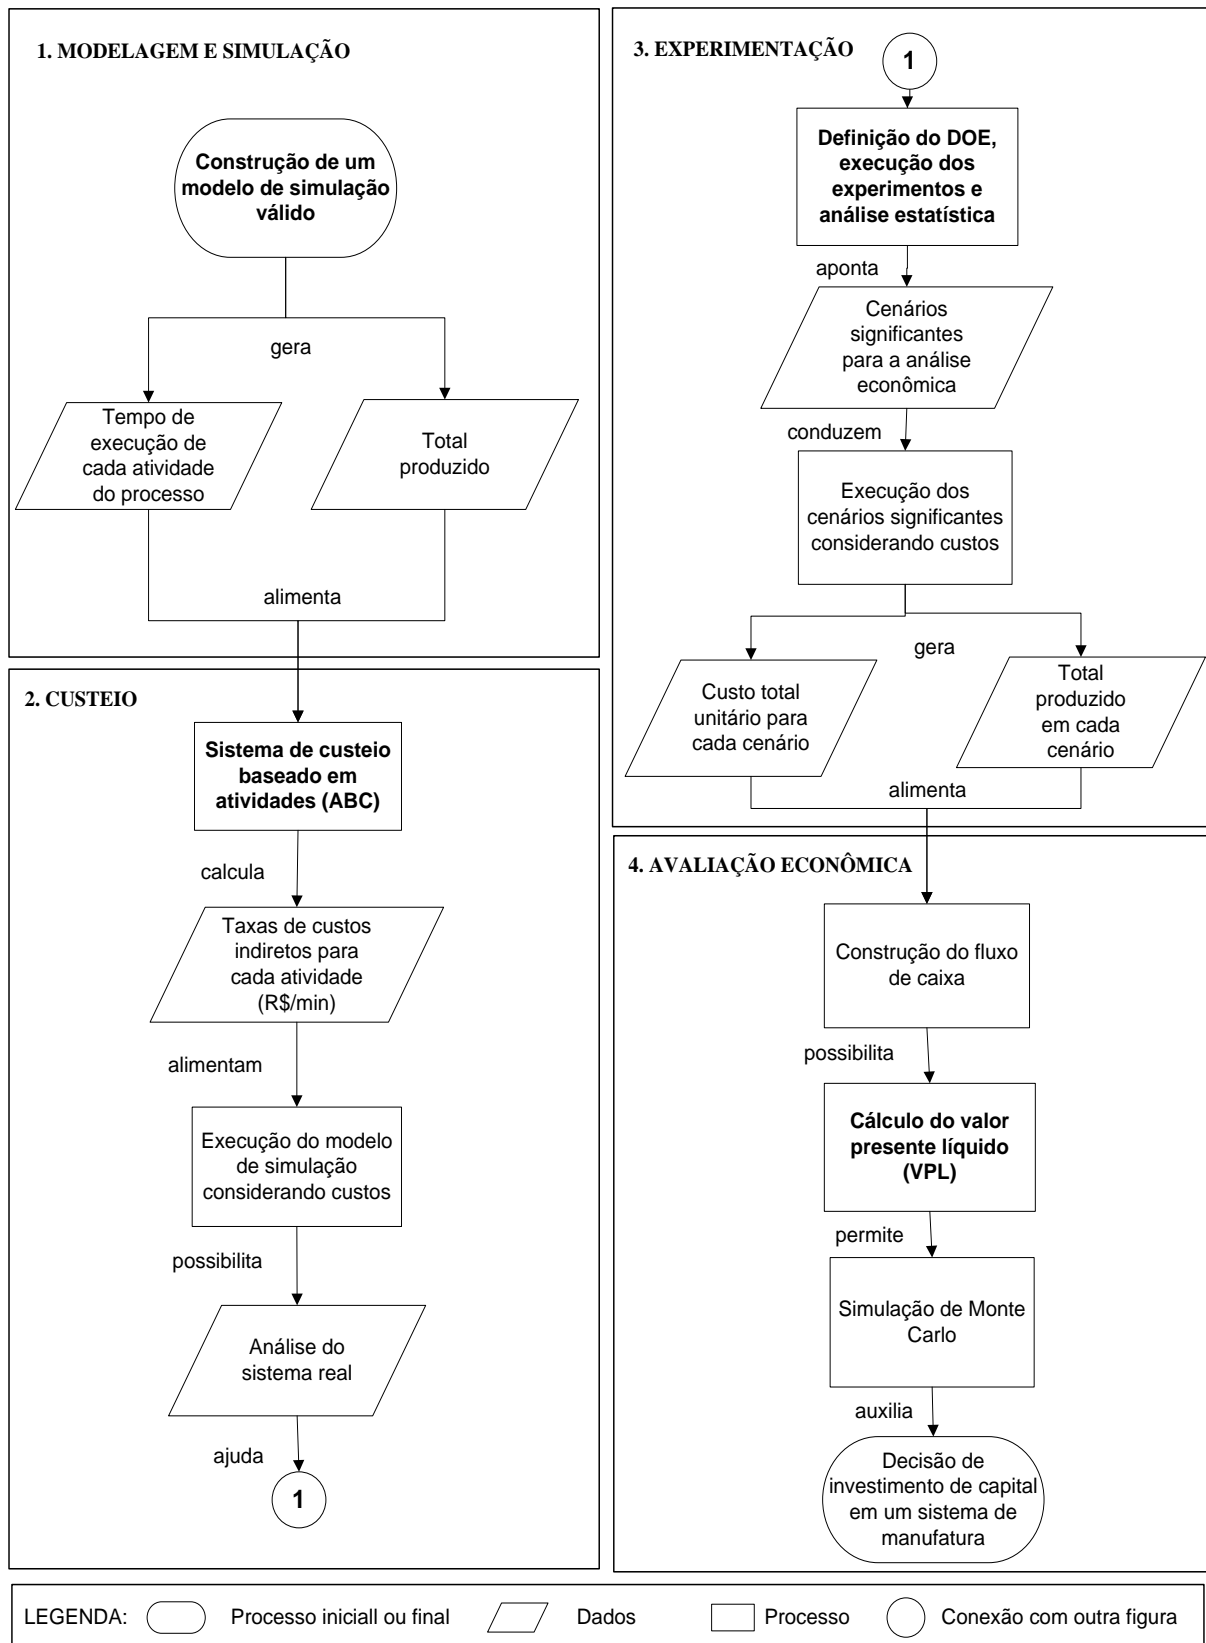 1. MODELAGEM E SIMULAÇÃO
Construção de um
modelo de simulação
válido
gera
Tempo de
execução de
cada atividade
do processo
Total
produzido
alimenta
2. CUSTEIO
Sistema de custeio
baseado em
atividades (ABC)
calcula
Taxas de custos
indiretos para
cada atividade
(R$/min)
alimentam
Execução do modelo
de simulação
considerando custos
possibilita
Análise do
sistema real
ajuda
1
3. EXPERIMENTAÇÃO
1
Definição do DOE,
execução dos
experimentos e
análise estatística
aponta
Cenários
significantes
para a análise
econômica
conduzem
Execução dos
cenários significantes
considerando custos
gera
Custo total
unitário para
cada cenário
Total
produzido
em cada
cenário
alimenta
4. AVALIAÇÃO ECONÔMICA
Construção do fluxo
de caixa
possibilita
Cálculo do valor
presente líquido
(VPL)
permite
Simulação de Monte
Carlo
auxilia
Decisão de
investimento de capital
em um sistema de
manufatura
LEGENDA:
Processo iniciall ou final
Dados
Processo
Conexão com outra figura